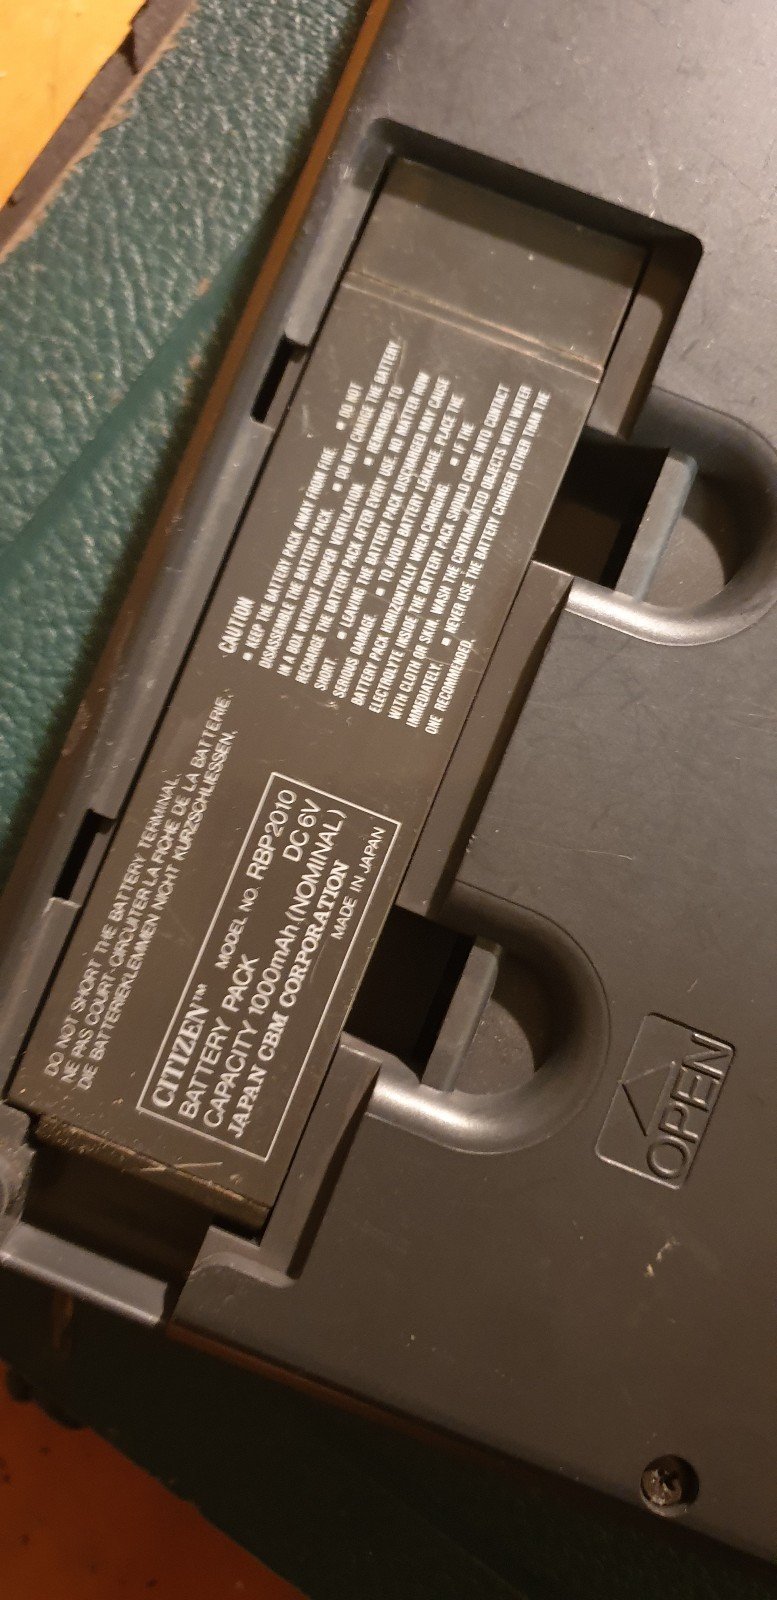 DO NOT SHORT THE BATTERY TERMINAL.
NE PAS COURT-CIRCUITER LA FICHE DE LA BATTERIE.
DIE BATTERIEKLEMMEN NICHT KURZSCHLIESSEN.
CITIZEN™ MODEL NO. RBP2010
BATTERY PACK DC 6V
CAPACITY 1000mAh (NOMINAL)
JAPAN CBM CORPORATION
MADE IN JAPAN
CAUTION
• KEEP THE BATTERY PACK AWAY FROM FIRE. • DO NOT
DISASSEMBLE THE BATTERY PACK. • DO NOT CHARGE THE BATTERY
IN A BOX WITHOUT PROPER VENTILATION. • REMEMBER TO
RECHARGE THE BATTERY PACK AFTER EVERY USE, NO MATTER HOW
SHORT. • LEAVING THE BATTERY PACK DISCHARGED MAY CAUSE
SERIOUS DAMAGE. • TO AVOID BATTERY LEAKAGE, PLACE THE
BATTERY PACK HORIZONTALLY WHEN CHARGING. • IF THE
ELECTROLYTE INSIDE THE BATTERY PACK SHOULD COME INTO CONTACT
WITH CLOTH OR SKIN, WASH THE CONTAMINATED OBJECTS WITH WATER
IMMEDIATELY. • NEVER USE THE BATTERY CHARGER OTHER THAN THE
ONE RECOMMENDED.
OPEN